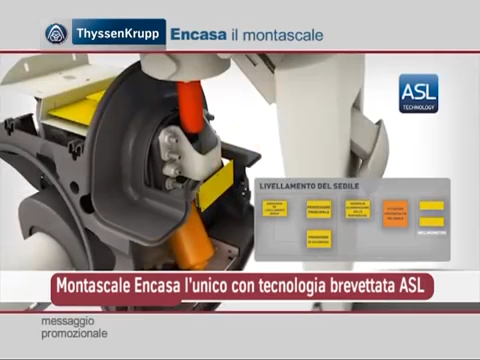 ThyssenKrupp
Encasa il montascale
ASL
TECHNOLOGY
LIVELLAMENTO DEL SEDILE
Montascale Encasa l'unico con tecnologia brevettata ASL
messaggio
promozionale